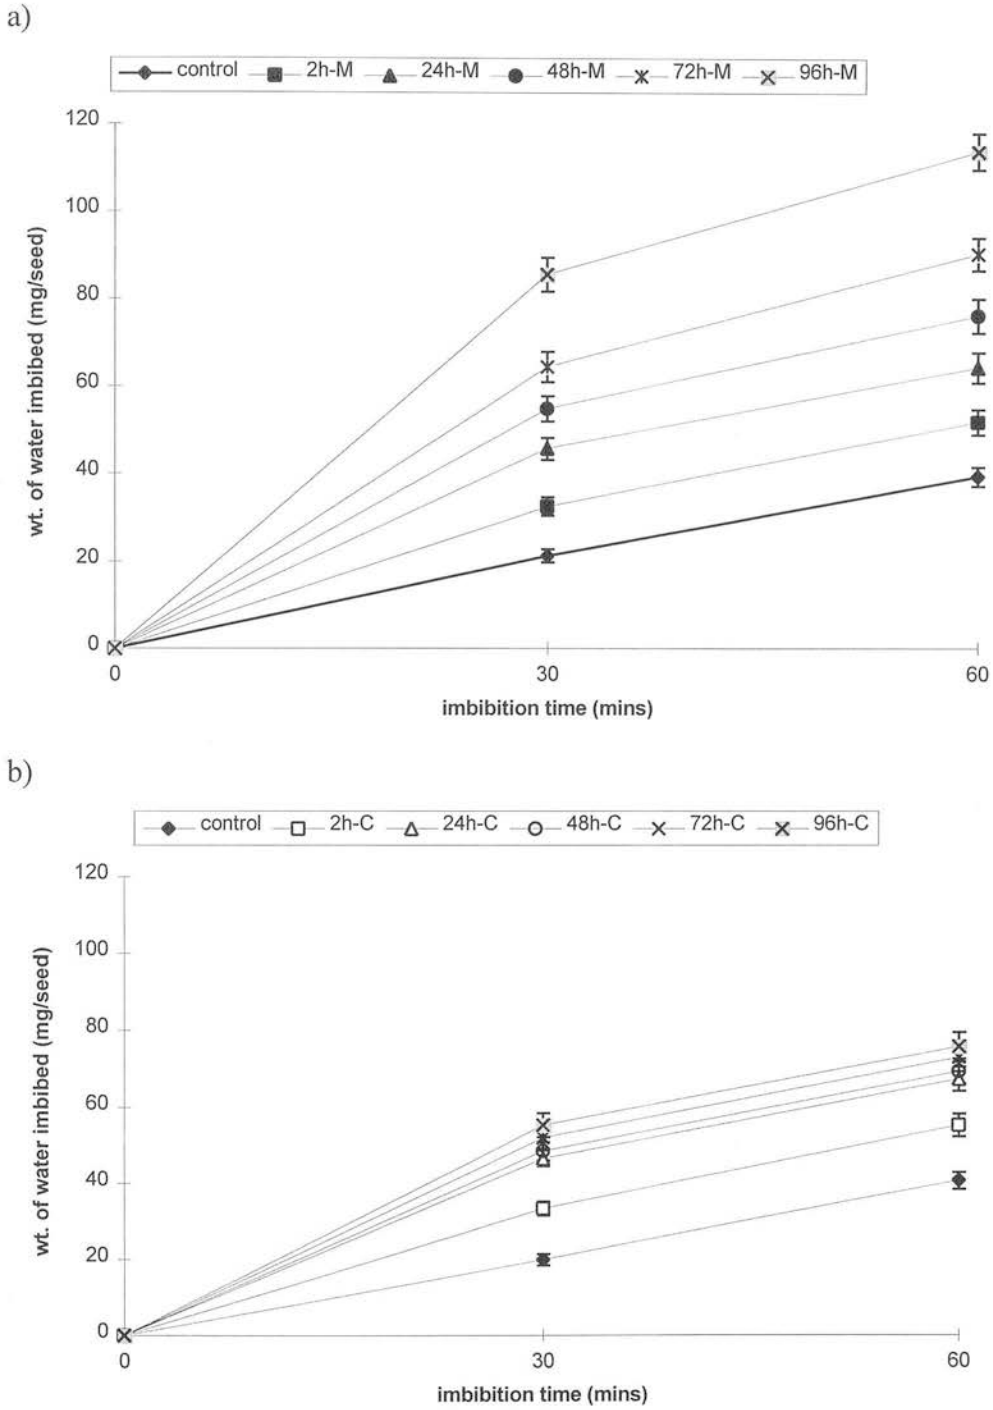 a)
control 2h-M 24h-M 48h-M 72h-M 96h-M
120
100
80
60
40
20
0
wt. of water imbibed (mg/seed)
0 30 60
imbibition time (mins)
b)
control 2h-C 24h-C 48h-C 72h-C 96h-C
120
100
80
60
40
20
0
wt. of water imbibed (mg/seed)
0 30 60
imbibition time (mins)